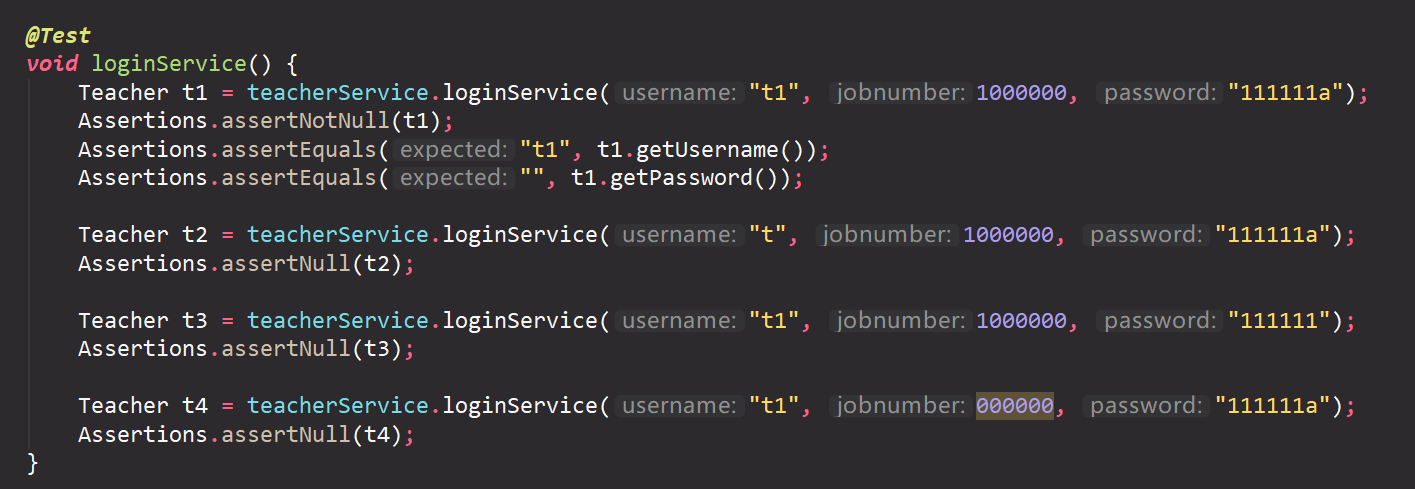 @Test
void loginService() {
    Teacher t1 = teacherService.loginService( username: "t1", jobnumber: 1000000, password: "111111a");
    Assertions.assertNotNull(t1);
    Assertions.assertEquals( expected: "t1", t1.getUsername());
    Assertions.assertEquals( expected: "", t1.getPassword());

    Teacher t2 = teacherService.loginService( username: "t", jobnumber: 1000000, password: "111111a");
    Assertions.assertNull(t2);

    Teacher t3 = teacherService.loginService( username: "t1", jobnumber: 1000000, password: "111111");
    Assertions.assertNull(t3);

    Teacher t4 = teacherService.loginService( username: "t1", jobnumber: 000000, password: "111111a");
    Assertions.assertNull(t4);
}